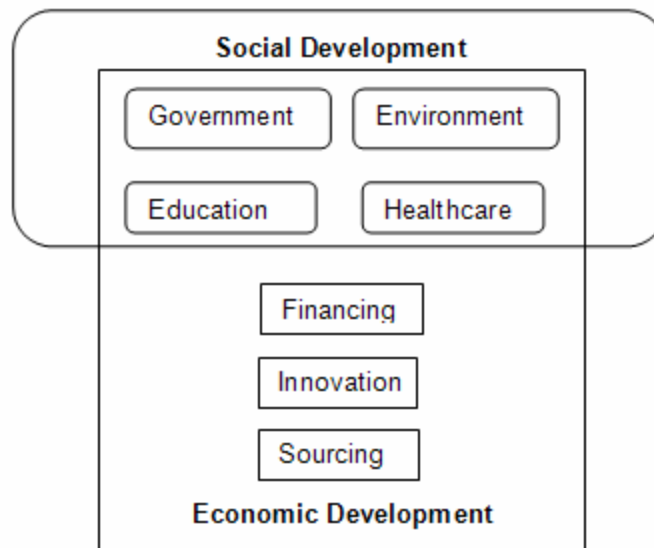 Social Development
Government
Environment
Education
Healthcare
Financing
Innovation
Sourcing
Economic Development